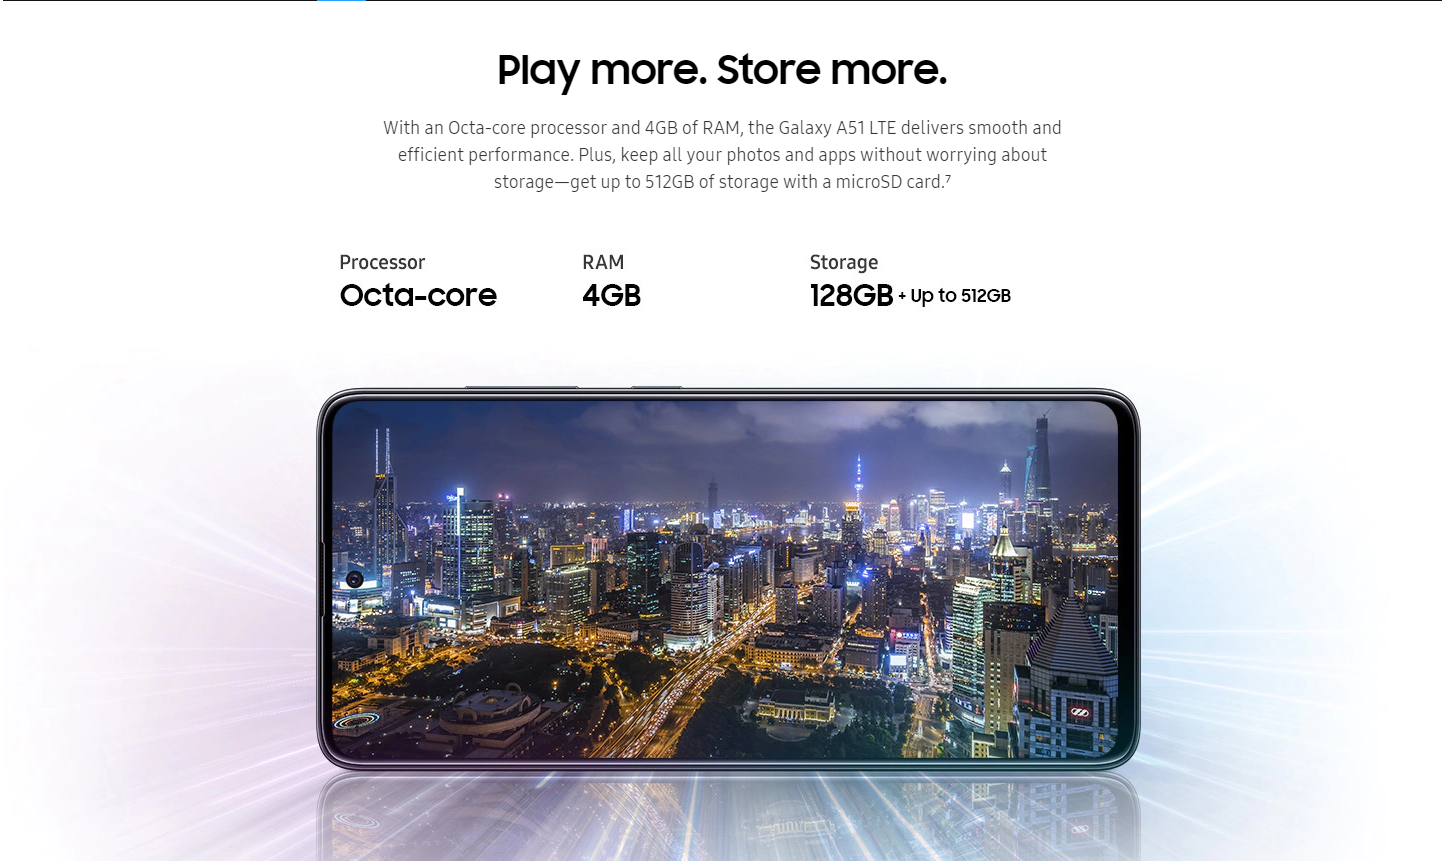 Play more. Store more.
With an Octa-core processor and 4GB of RAM, the Galaxy A51 LTE delivers smooth and
efficient performance. Plus, keep all your photos and apps without worrying about
storage—get up to 512GB of storage with a microSD card.⁷
Processor
Octa-core
RAM
4GB
Storage
128GB + Up to 512GB